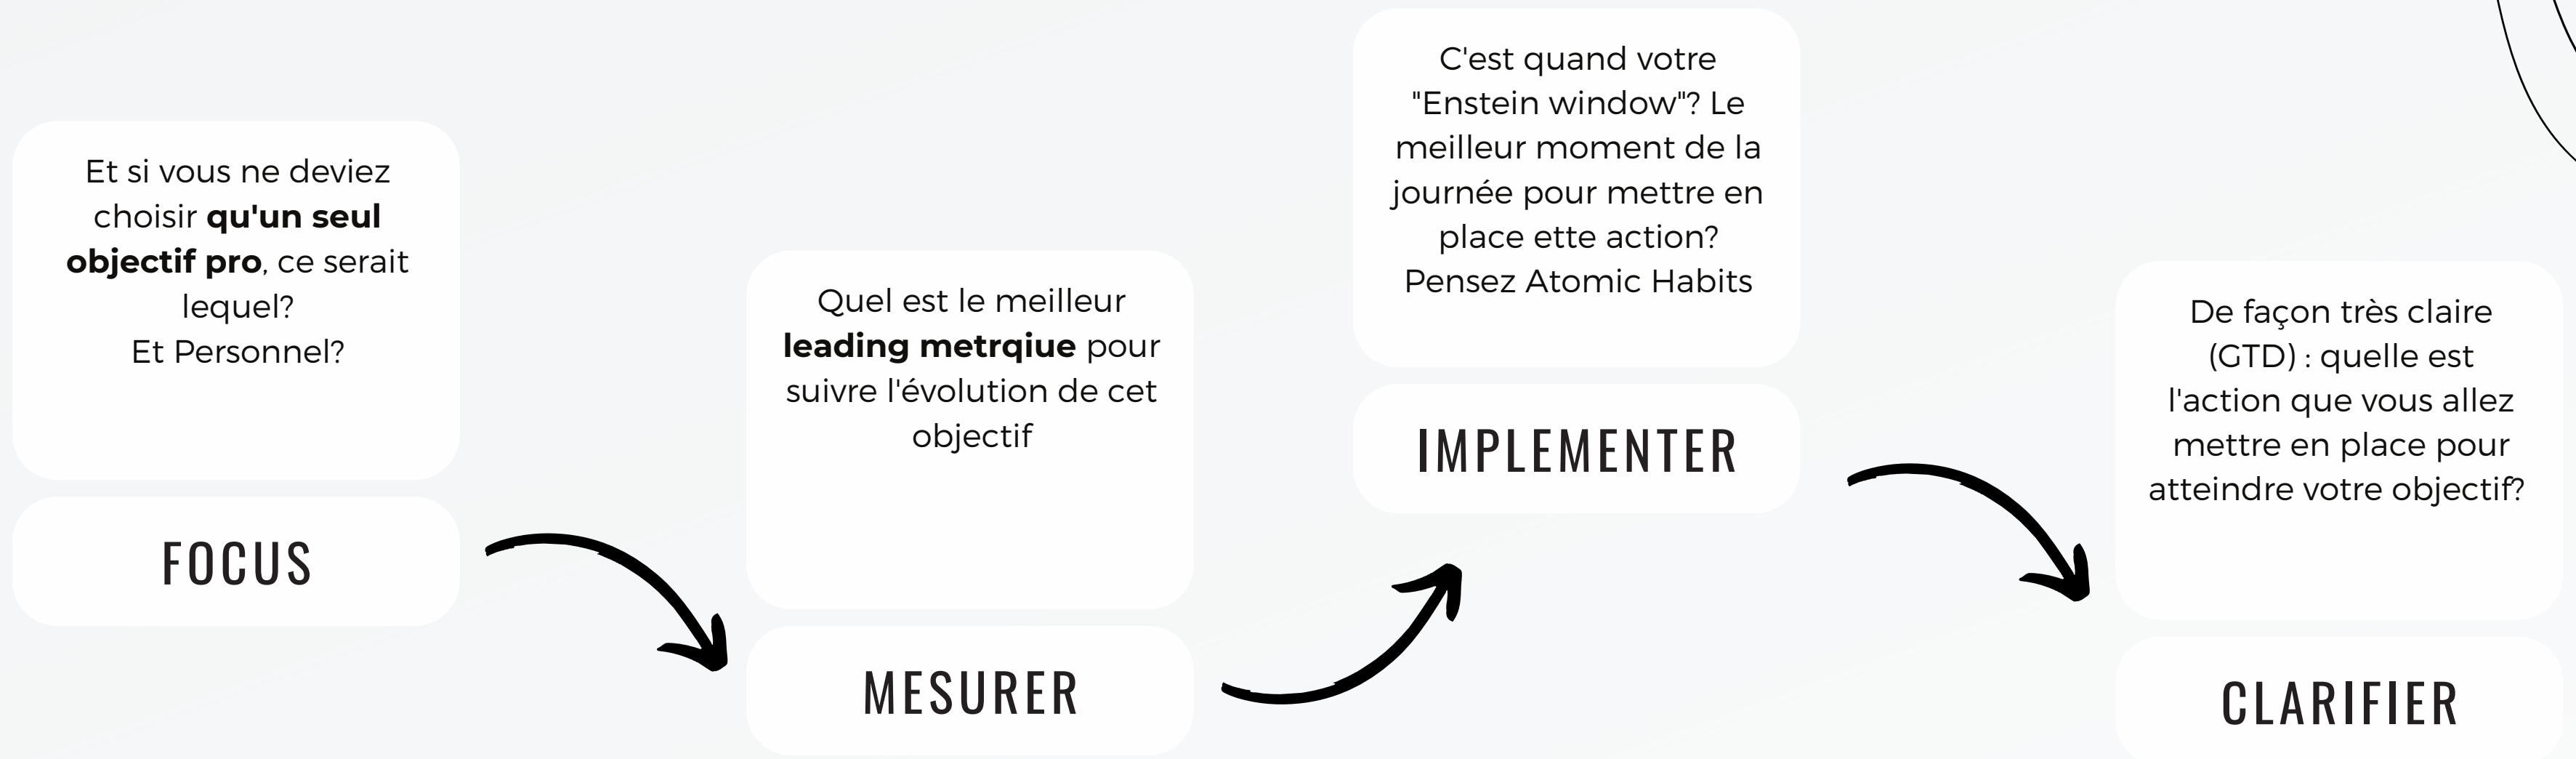 Et si vous ne deviez
choisir qu'un seul
objectif pro, ce serait
lequel?
Et Personnel?
FOCUS
Quel est le meilleur
leading metrqiue pour
suivre l'évolution de cet
objectif
MESURER
C'est quand votre
"Enstein window"? Le
meilleur moment de la
journée pour mettre en
place ette action?
Pensez Atomic Habits
IMPLEMENTER
De façon très claire
(GTD) : quelle est
l'action que vous allez
mettre en place pour
atteindre votre objectif?
CLARIFIER